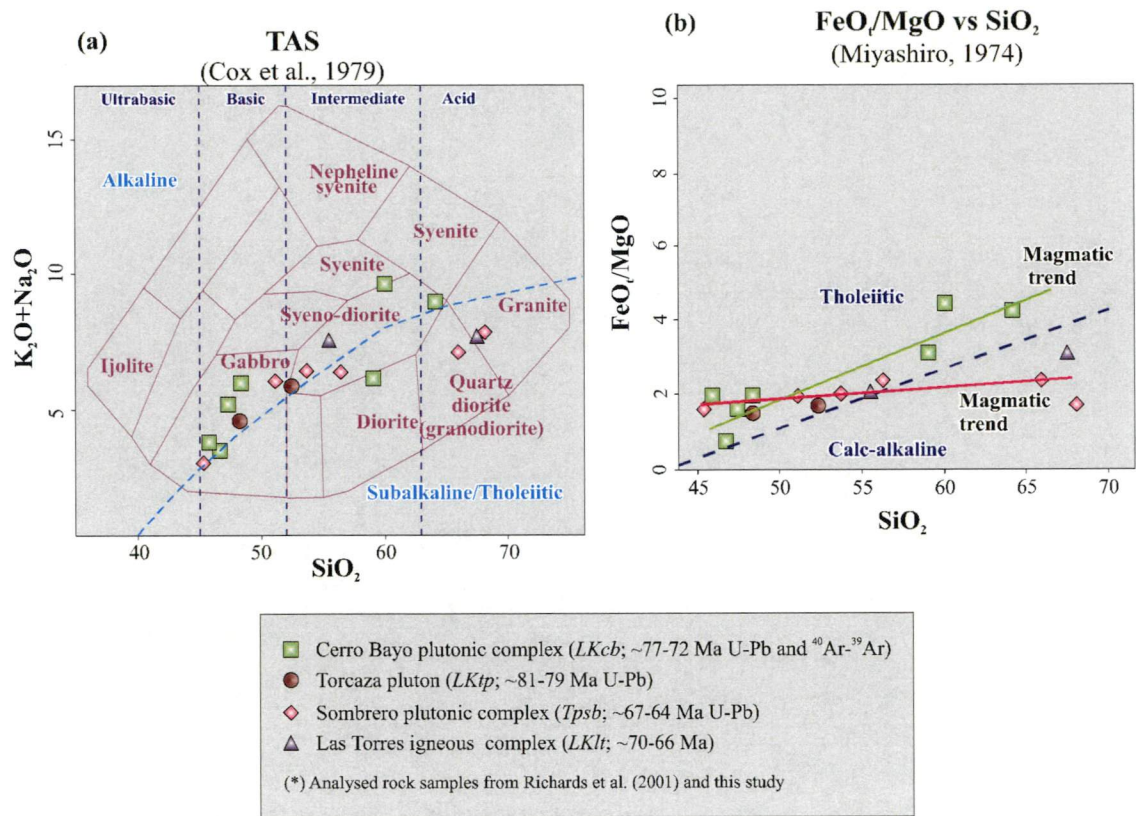 (a)
TAS
(Cox et al., 1979)
Ultrabasic
Basic
Intermediate
Acid
Alkaline
Nepheline
syenite
Syenite
Syenite
Syeno-diorite
Granite
Gabbro
Ijolite
Diorite
Quartz
diorite
(granodiorite)
Subalkaline/Tholeiitic
15
10
5
K₂O+Na₂O
40
50
60
70
SiO₂
(b)
FeOₜ/MgO vs SiO₂
(Miyashiro, 1974)
10
8
6
4
2
0
FeOₜ/MgO
Tholeiitic
Magmatic
trend
Magmatic
trend
Calc-alkaline
45
50
55
60
65
70
SiO₂
Cerro Bayo plutonic complex (LKcb; ~77-72 Ma U-Pb and ⁴⁰Ar-³⁹Ar)
Torcaza pluton (LKtp; ~81-79 Ma U-Pb)
Sombrero plutonic complex (Tpsb; ~67-64 Ma U-Pb)
Las Torres igneous complex (LKlt; ~70-66 Ma)
(*) Analysed rock samples from Richards et al. (2001) and this study